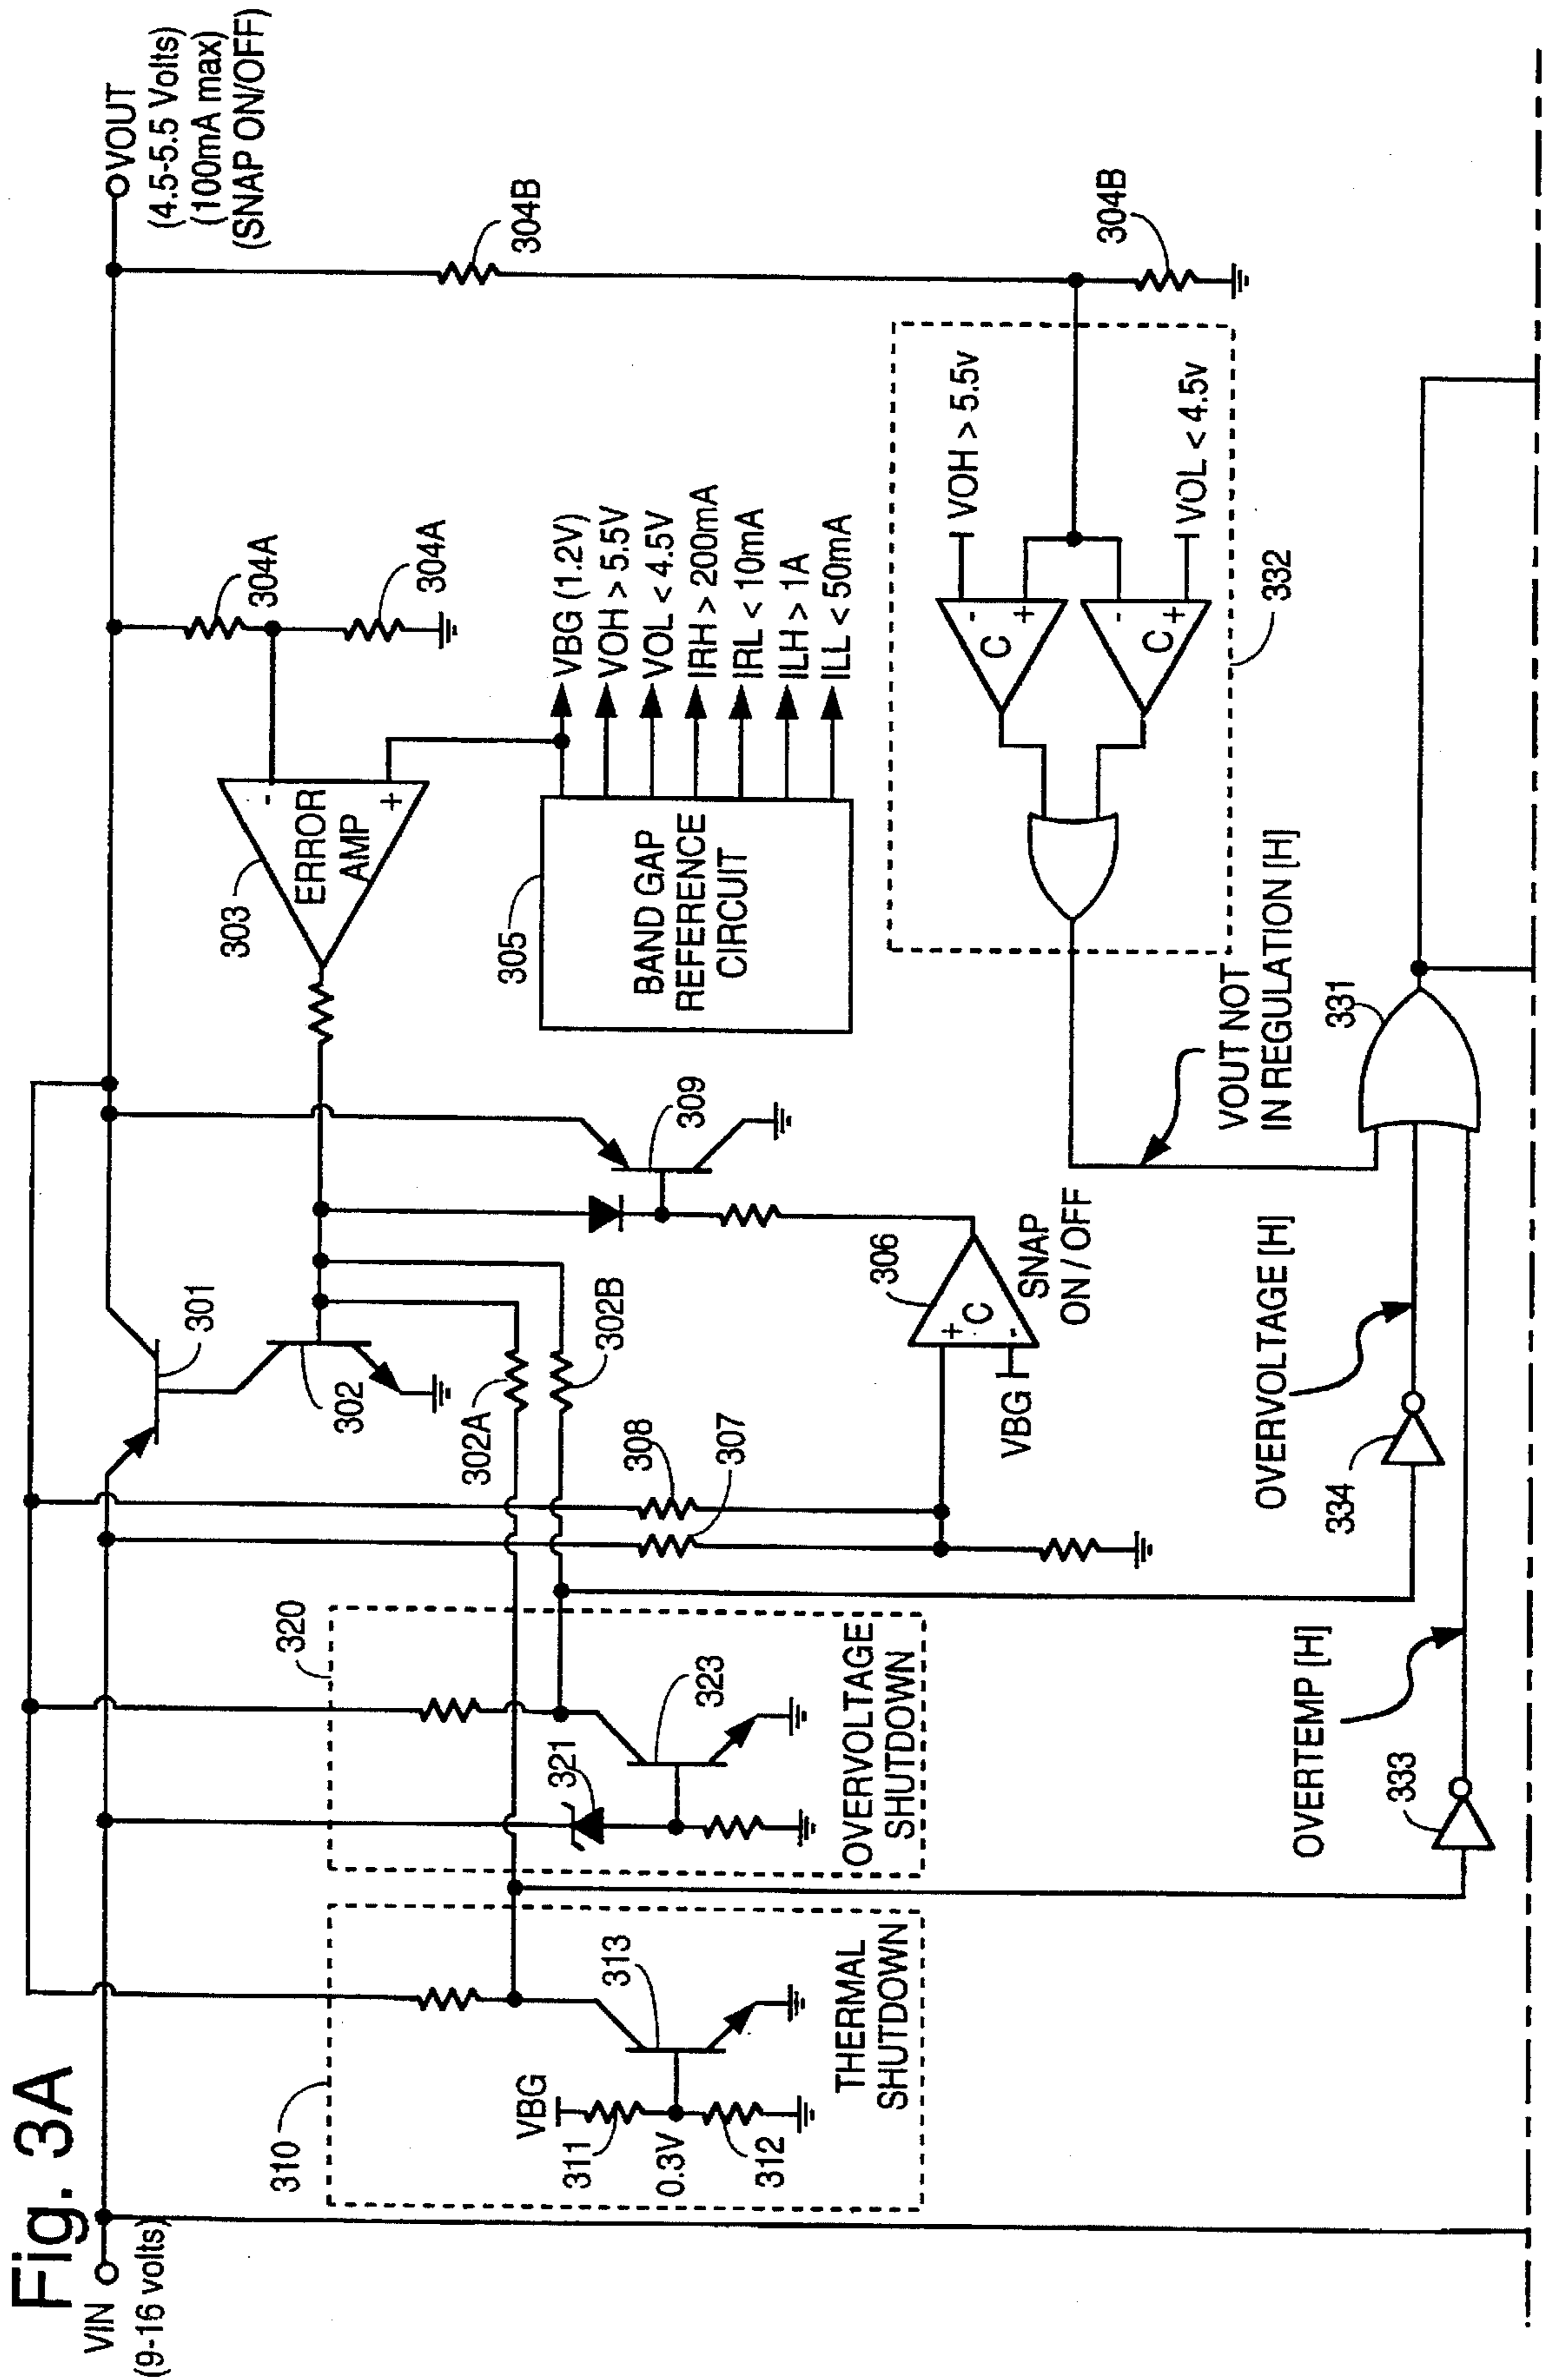 Fig. 3A
VIN
(9-16 volts)
VOUT
(4.5-5.5 Volts)
(100mA max)
(SNAP ON/OFF)
301
302
302A
302B
303
ERROR
AMP
-
+
304A
304A
304B
304B
305
BAND GAP
REFERENCE
CIRCUIT
VBG (1.2V)
VOH > 5.5V
VOL < 4.5V
IRH > 200mA
IRL < 10mA
ILH > 1A
ILL < 50mA
308
307
309
306
C
+
-
VBG
SNAP
ON / OFF
310
VBG
311
0.3V
312
313
THERMAL
SHUTDOWN
320
321
323
OVERVOLTAGE
SHUTDOWN
VOH > 5.5v
C
-
+
C
-
+
VOL < 4.5v
332
VOUT NOT
IN REGULATION [H]
331
OVERVOLTAGE [H]
334
OVERTEMP [H]
333